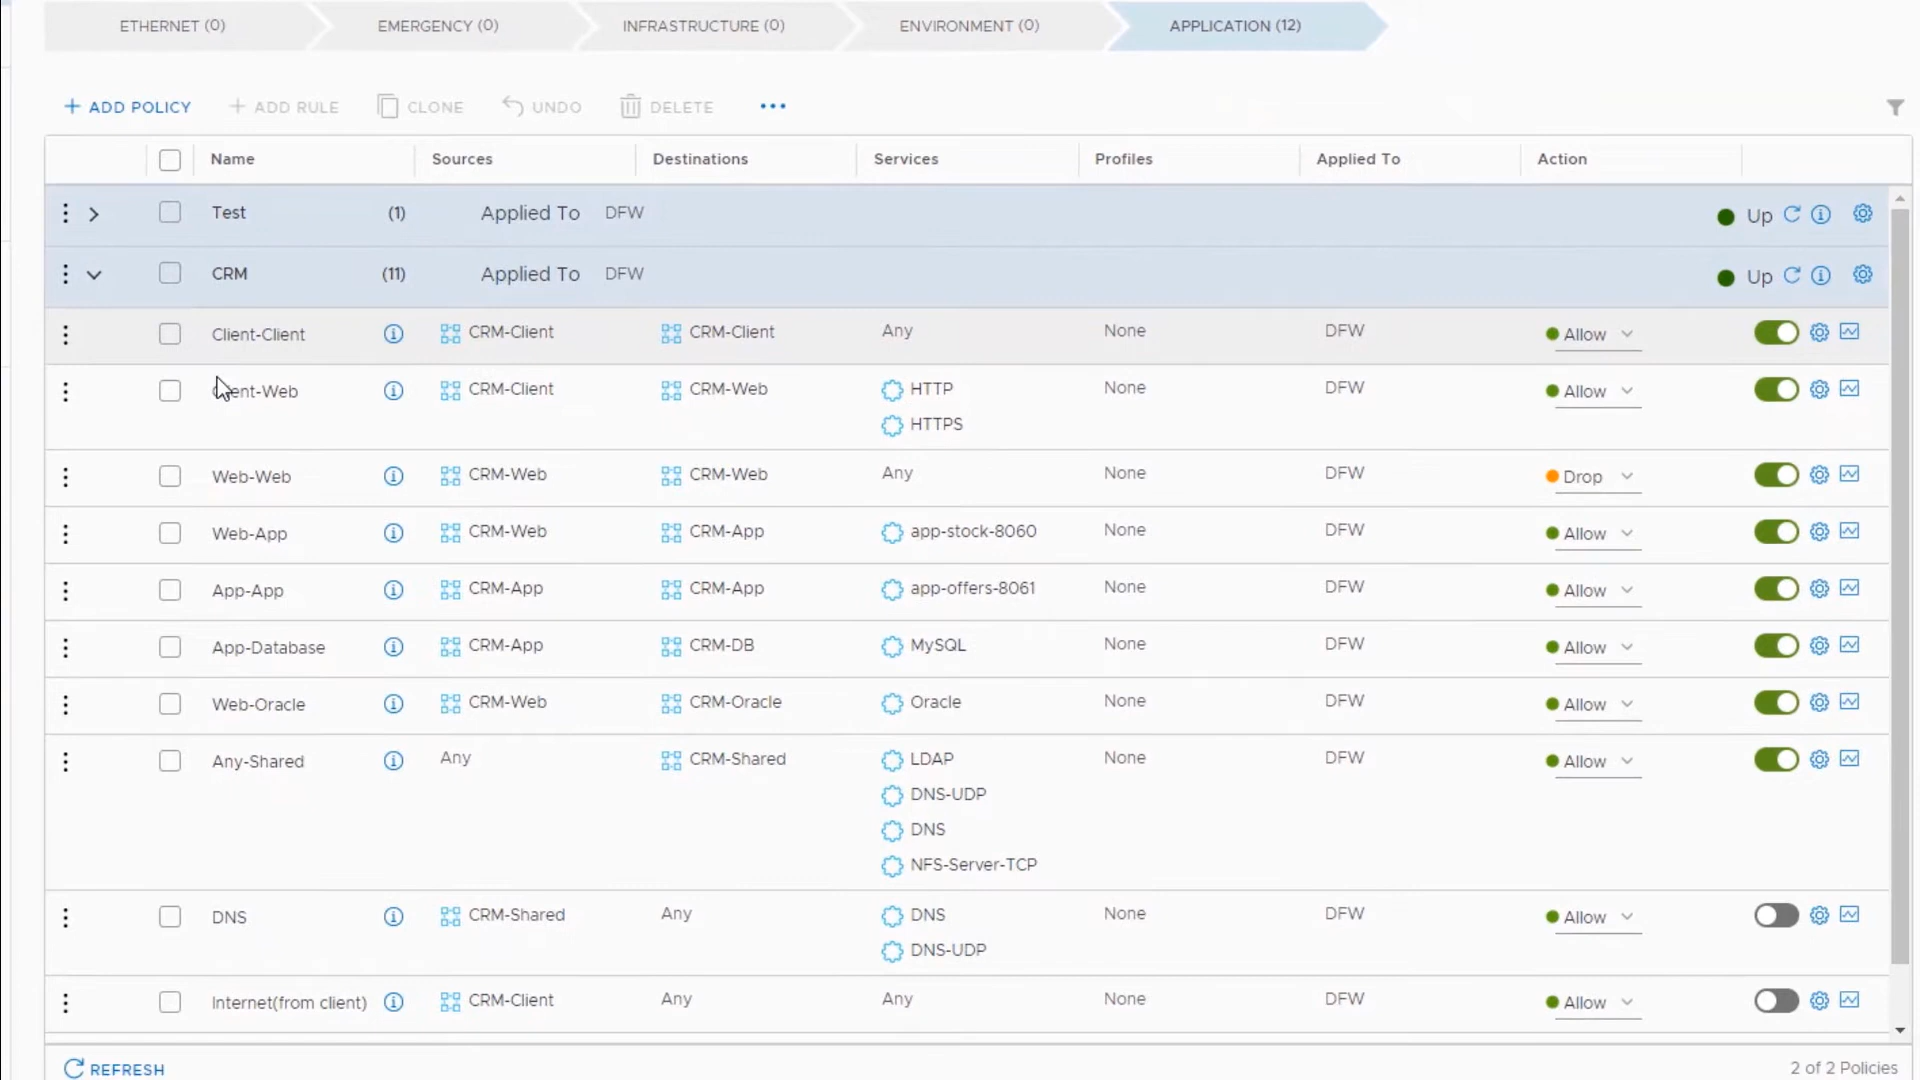 ETHERNET (0) EMERGENCY (0) INFRASTRUCTURE (0) ENVIRONMENT (0) APPLICATION (12)
+ ADD POLICY + ADD RULE CLONE UNDO DELETE ...
Name Sources Destinations Services Profiles Applied To Action
Test (1) Applied To DFW Up
CRM (11) Applied To DFW Up
Client-Client CRM-Client CRM-Client Any None DFW Allow
ent-Web CRM-Client CRM-Web HTTP None DFW Allow
HTTPS
Web-Web CRM-Web CRM-Web Any None DFW Drop
Web-App CRM-Web CRM-App app-stock-8060 None DFW Allow
App-App CRM-App CRM-App app-offers-8061 None DFW Allow
App-Database CRM-App CRM-DB MySQL None DFW Allow
Web-Oracle CRM-Web CRM-Oracle Oracle None DFW Allow
Any-Shared Any CRM-Shared LDAP None DFW Allow
DNS-UDP
DNS
NFS-Server-TCP
DNS CRM-Shared Any DNS None DFW Allow
DNS-UDP
Internet(from client) CRM-Client Any Any None DFW Allow
REFRESH 2 of 2 Policies